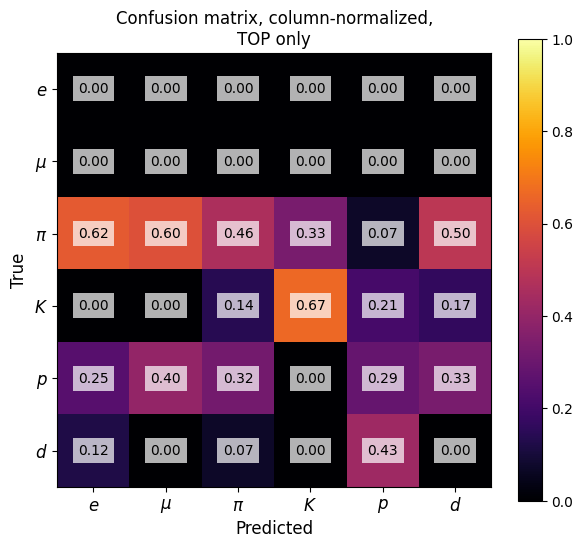 Confusion matrix, column-normalized,
TOP only
True
e 0.00 0.00 0.00 0.00 0.00 0.00
μ 0.00 0.00 0.00 0.00 0.00 0.00
π 0.62 0.60 0.46 0.33 0.07 0.50
K 0.00 0.00 0.14 0.67 0.21 0.17
p 0.25 0.40 0.32 0.00 0.29 0.33
d 0.12 0.00 0.07 0.00 0.43 0.00
e μ π K p d
Predicted
1.0
0.8
0.6
0.4
0.2
0.0